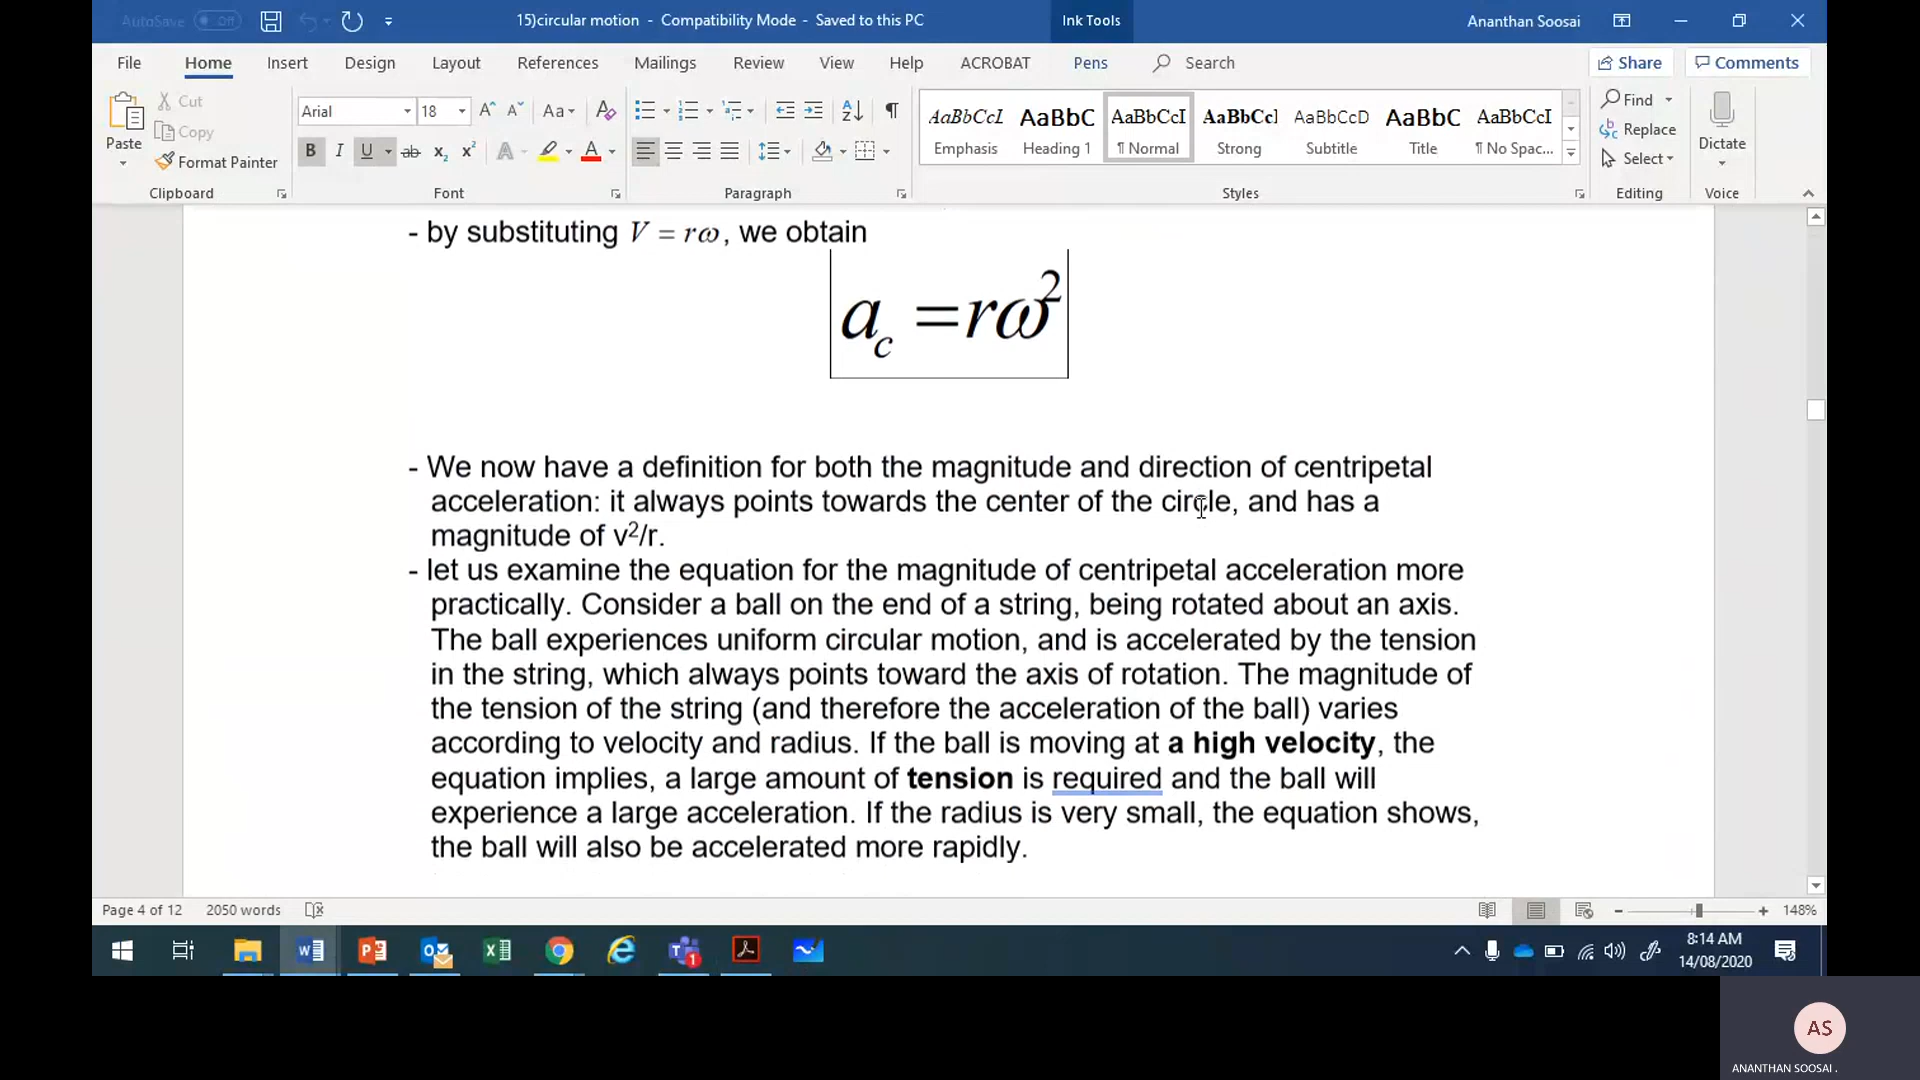 AutoSave Off
15)circular motion - Compatibility Mode - Saved to this PC
Ink Tools
Ananthan Soosai
File Home Insert Design Layout References Mailings Review View Help ACROBAT Pens Search Share Comments
Paste
Cut
Copy
Format Painter
Clipboard
Arial 18
Font
Paragraph
AaBbCcI AaBbC AaBbCcI AaBbCcI AaBbCcD AaBbC AaBbCcI
Emphasis Heading 1 ¶ Normal Strong Subtitle Title ¶ No Spac...
Styles
Find
Replace
Select
Editing
Dictate
Voice
- by substituting V = rω, we obtain
a_c = rω²
- We now have a definition for both the magnitude and direction of centripetal
acceleration: it always points towards the center of the circle, and has a
magnitude of v²/r.
- let us examine the equation for the magnitude of centripetal acceleration more
practically. Consider a ball on the end of a string, being rotated about an axis.
The ball experiences uniform circular motion, and is accelerated by the tension
in the string, which always points toward the axis of rotation. The magnitude of
the tension of the string (and therefore the acceleration of the ball) varies
according to velocity and radius. If the ball is moving at a high velocity, the
equation implies, a large amount of tension is required and the ball will
experience a large acceleration. If the radius is very small, the equation shows,
the ball will also be accelerated more rapidly.
Page 4 of 12 2050 words 148%
8:14 AM
14/08/2020
AS
ANANTHAN SOOSAI .